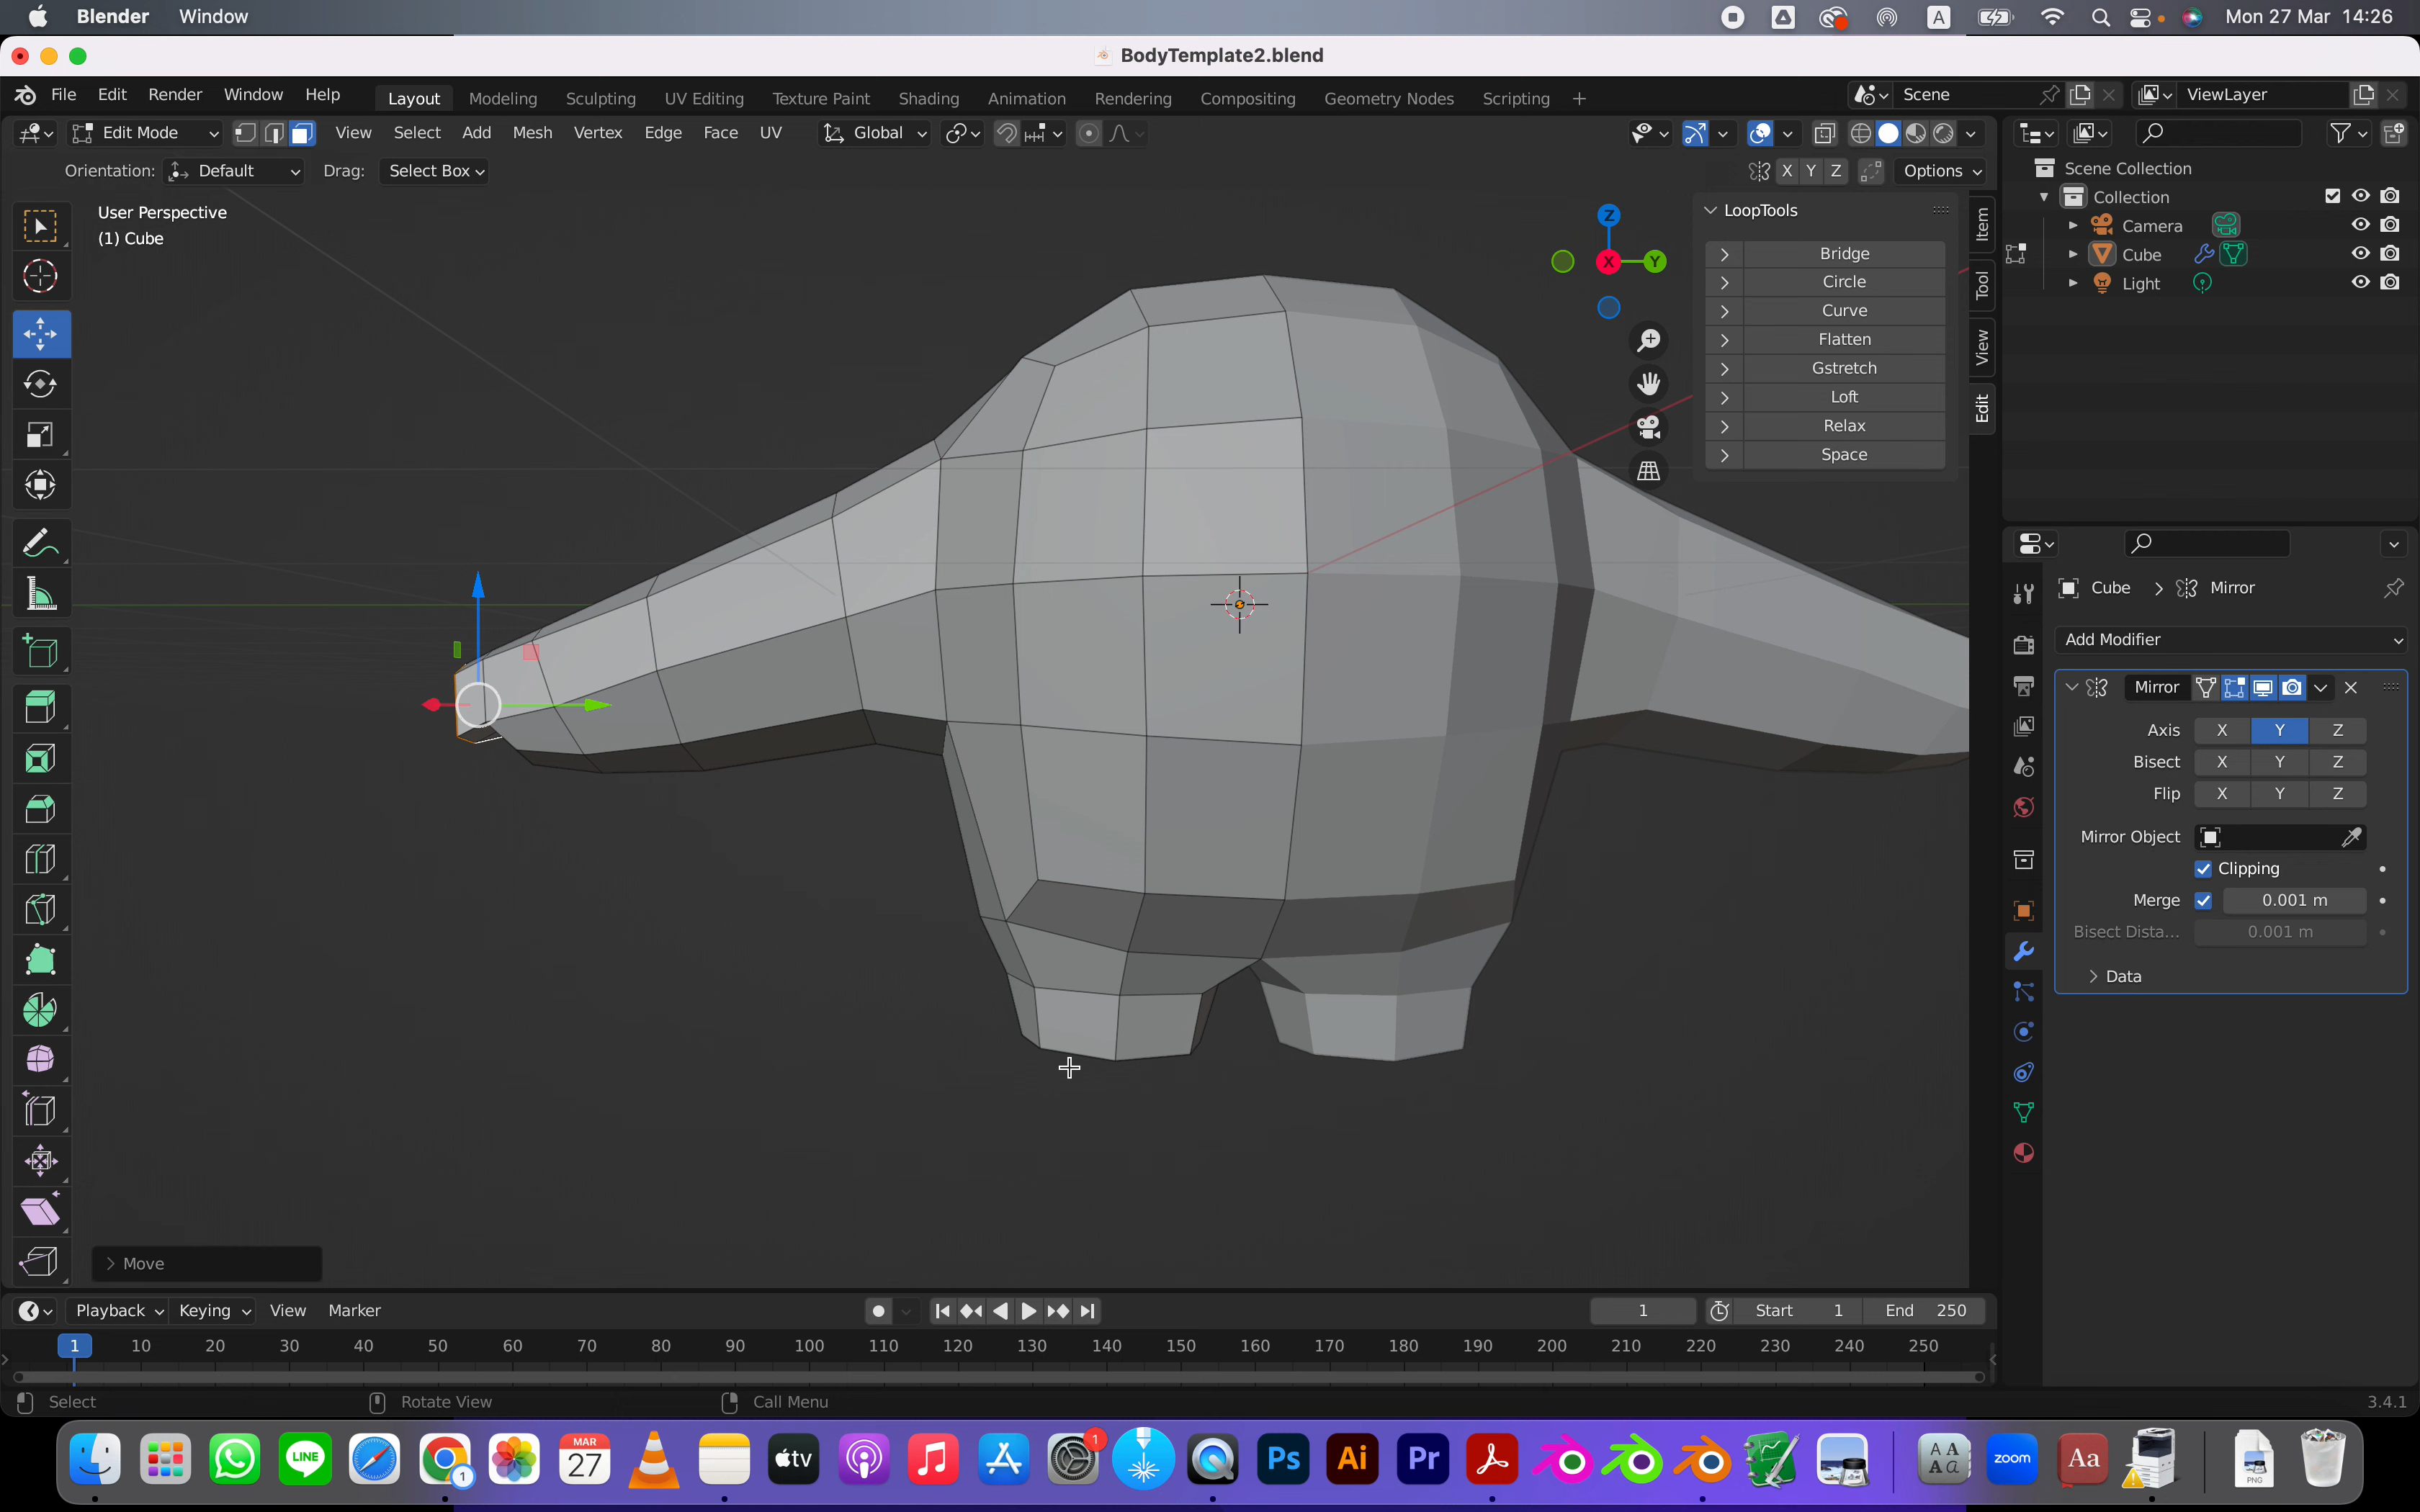 Blender Window
A
Mon 27 Mar 14:26
BodyTemplate2.blend
File Edit Render Window Help
Layout Modeling Sculpting UV Editing Texture Paint Shading Animation Rendering Compositing Geometry Nodes Scripting +
Scene
ViewLayer
Edit Mode
View Select Add Mesh Vertex Edge Face UV
Global
Orientation: Default Drag: Select Box
X Y Z Options
User Perspective
(1) Cube
Z
X
Y
LoopTools
Bridge
Circle
Curve
Flatten
Gstretch
Loft
Relax
Space
Item
Tool
View
Edit
Scene Collection
Collection
Camera
Cube
Light
Cube > Mirror
Add Modifier
Mirror
Axis X Y Z
Bisect X Y Z
Flip X Y Z
Mirror Object
Clipping
Merge 0.001 m
Bisect Dista... 0.001 m
Data
Move
Playback Keying View Marker
1
Start 1 End 250
1 10 20 30 40 50 60 70 80 90 100 110 120 130 140 150 160 170 180 190 200 210 220 230 240 250
Select Rotate View Call Menu 3.4.1
LINE
1
MAR
27
tv
1
Ps
Ai
Pr
A A
A a
zoom
Aa
PNG